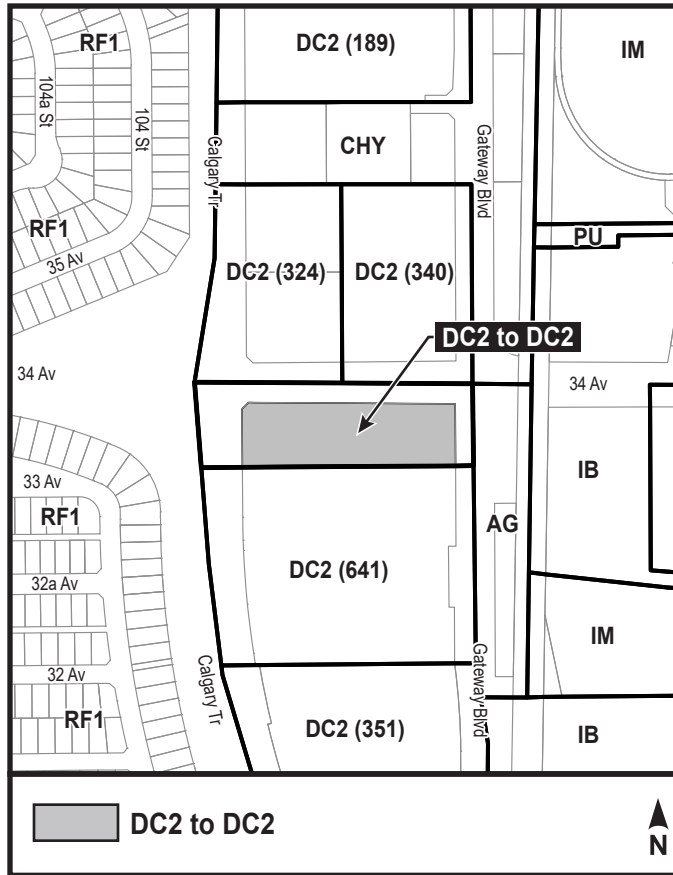 RF1
DC2 (189)
IM
104a St
104 St
CHY
Calgary Tr
Gateway Blvd
RF1
PU
35 Av
DC2 (324)
DC2 (340)
DC2 to DC2
34 Av
34 Av
33 Av
IB
RF1
AG
DC2 (641)
32a Av
IM
32 Av
Calgary Tr
Gateway Blvd
RF1
DC2 (351)
IB
DC2 to DC2
N